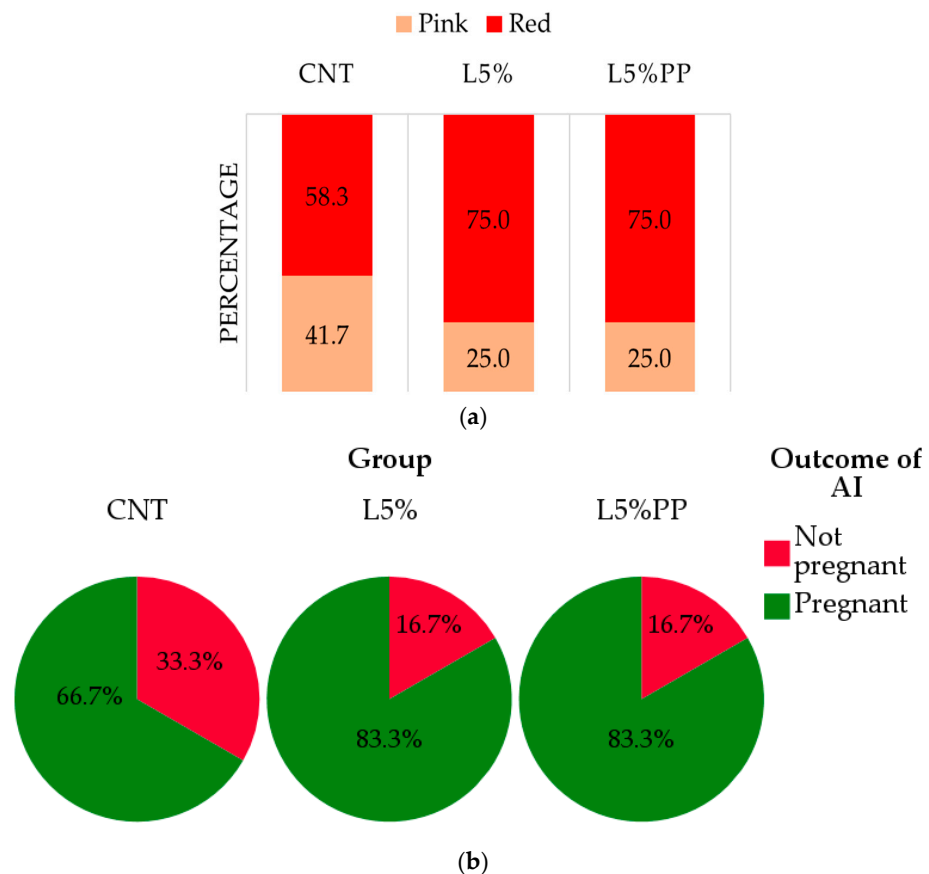 Pink Red
CNT L5% L5%PP
PERCENTAGE
58.3 75.0 75.0
41.7 25.0 25.0
(a)
Group
CNT L5% L5%PP
Outcome of
AI
Not
pregnant
Pregnant
33.3% 16.7% 16.7%
66.7% 83.3% 83.3%
(b)